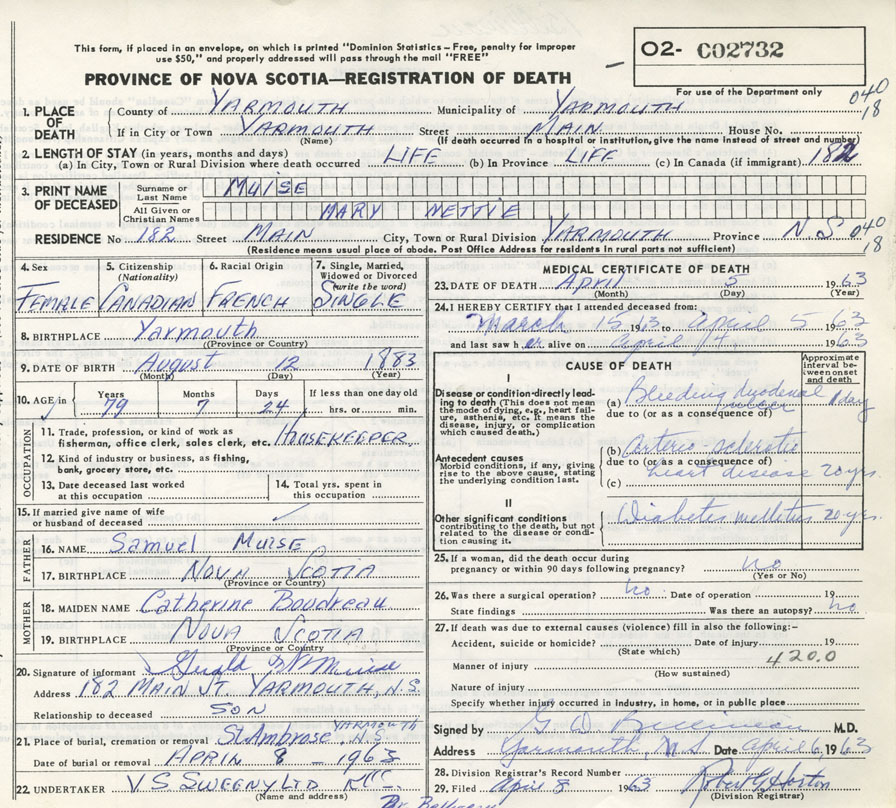 This form, if placed in an envelope, on which is printed "Dominion Statistics – Free, penalty for improper
use $50," and properly addressed will pass through the mail "FREE"
O2- C02732
PROVINCE OF NOVA SCOTIA—REGISTRATION OF DEATH
For use of the Department only
040
18
1. PLACE OF DEATH
County of YARMOUTH Municipality of YARMOUTH
If in City or Town YARMOUTH Street MAIN House No.
(Name) (If death occurred in a hospital or institution, give the name instead of street and number)
182
2. LENGTH OF STAY (in years, months and days)
(a) In City, Town or Rural Division where death occurred LIFE (b) In Province LIFE (c) In Canada (if immigrant)
3. PRINT NAME OF DECEASED
Surname or Last Name MUISE
All Given or Christian Names MARY NETTIE
RESIDENCE No 182 Street MAIN City, Town or Rural Division YARMOUTH Province N.S
040
18
(Residence means usual place of abode. Post Office Address for residents in rural parts not sufficient)
4. Sex
FEMALE
5. Citizenship
(Nationality)
CANADIAN
6. Racial Origin
FRENCH
7. Single, Married,
Widowed or Divorced
(write the word)
SINGLE
8. BIRTHPLACE Yarmouth
(Province or Country)
9. DATE OF BIRTH August 12 1883
(Month) (Day) (Year)
10. AGE in
Years Months Days If less than one day old
79 7 24 hrs. or min.
OCCUPATION
11. Trade, profession, or kind of work as
fisherman, office clerk, sales clerk, etc. HOUSEKEEPER
12. Kind of industry or business, as fishing,
bank, grocery store, etc.
13. Date deceased last worked
at this occupation
14. Total yrs. spent in
this occupation
15. If married give name of wife
or husband of deceased
FATHER
16. NAME Samuel MUISE
17. BIRTHPLACE NOVA SCOTIA
(Province or Country)
MOTHER
18. MAIDEN NAME Catherine Boudreau
19. BIRTHPLACE NOVA SCOTIA
(Province or Country)
20. Signature of informant Gerald Muise
Address 182 MAIN ST. YARMOUTH, N.S.
Relationship to deceased SON
21. Place of burial, cremation or removal St. Ambrose YARMOUTH N.S.
Date of burial or removal APRIL 8 - 1963
22. UNDERTAKER V.S SWEENY LTD
(Name and address)
MEDICAL CERTIFICATE OF DEATH
23. DATE OF DEATH April 5 1963
(Month) (Day) (Year)
24. I HEREBY CERTIFY that I attended deceased from:
March 15 1963 to April 5 1963
and last saw her alive on April 4 1963
CAUSE OF DEATH
Approximate interval between onset and death
I
Disease or condition directly leading to death (This does not mean the mode of dying, e.g., heart failure, asthenia, etc. It means the disease, injury, or complication which caused death.)
(a) Bleeding duodenal ulcer 1 day
due to (or as a consequence of)
Antecedent causes
Morbid conditions, if any, giving rise to the above cause, stating the underlying condition last.
(b) Arterio sclerotic
due to (or as a consequence of)
(c) heart disease 20 yrs.
II
Other significant conditions
contributing to the death, but not related to the disease or condition causing it.
Diabetes mellitus 20 yrs.
25. If a woman, did the death occur during
pregnancy or within 90 days following pregnancy? no
(Yes or No)
26. Was there a surgical operation? no Date of operation 19
State findings Was there an autopsy? no
27. If death was due to external causes (violence) fill in also the following:–
Accident, suicide or homicide? Date of injury 19
(State which)
420.0
Manner of injury
(How sustained)
Nature of injury
Specify whether injury occurred in Industry, in home, or in public place
Signed by G D M.D.
Address Yarmouth, N S Date April 6, 1963
28. Division Registrar's Record Number
29. Filed April 8 1963
(Division Registrar)